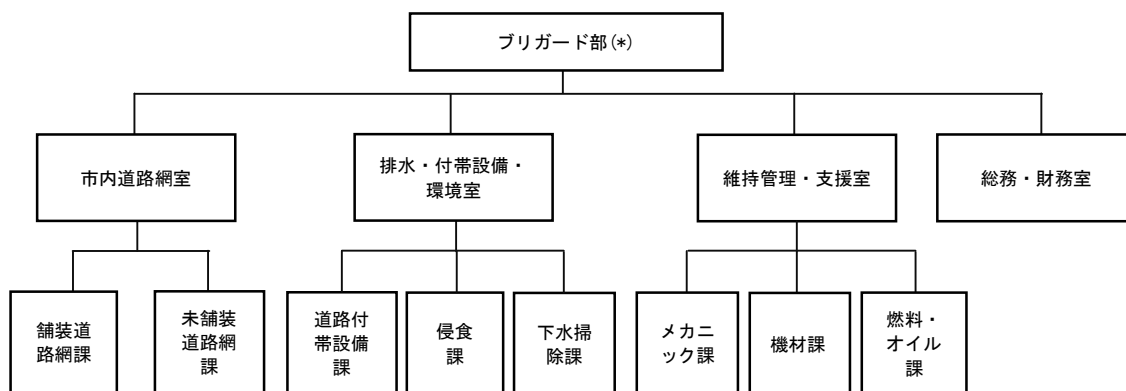 ブリガード部(*)
市内道路網室
排水・付帯設備・
環境室
維持管理・支援室
総務・財務室
舗装道
路網課
未舗装
道路網
課
道路付
帯設備
課
侵食
課
下水掃
除課
メカニ
ック課
機材課
燃料・
オイル
課